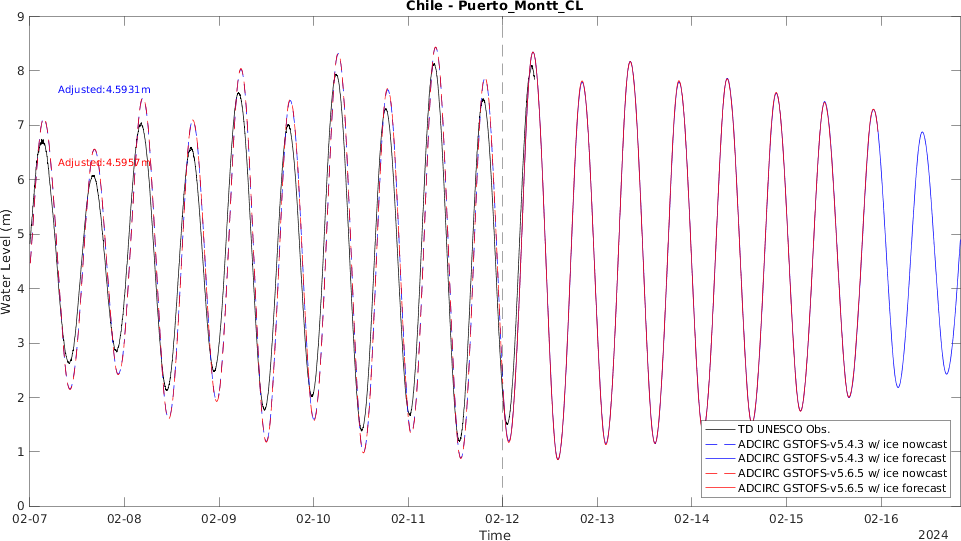 Chile - Puerto_Montt_CL
9
8
7
6
5
4
3
2
1
0
Water Level (m)
Adjusted:4.5931m
Adjusted:4.5957m
TD UNESCO Obs.
ADCIRC GSTOFS-v5.4.3 w/ ice nowcast
ADCIRC GSTOFS-v5.4.3 w/ ice forecast
ADCIRC GSTOFS-v5.6.5 w/ ice nowcast
ADCIRC GSTOFS-v5.6.5 w/ ice forecast
02-07 02-08 02-09 02-10 02-11 02-12 02-13 02-14 02-15 02-16
Time
2024